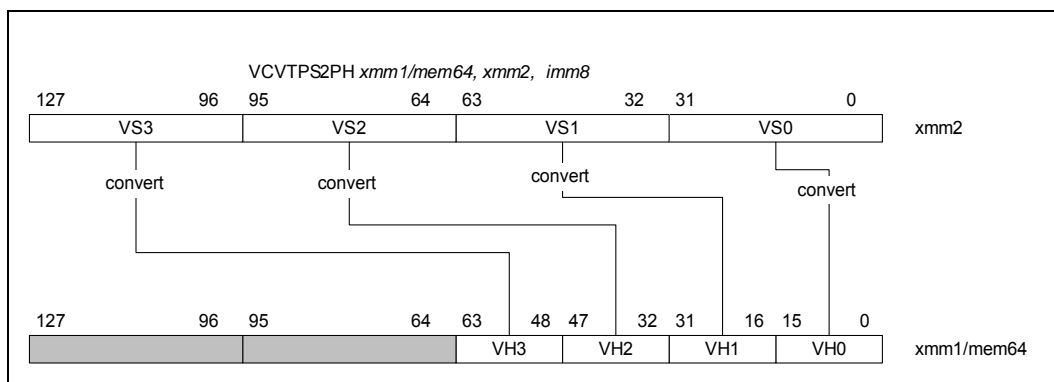 VCVTPS2PH xmm1/mem64, xmm2, imm8
127 96 95 64 63 32 31 0
VS3 VS2 VS1 VS0 xmm2
convert convert convert convert
127 96 95 64 63 48 47 32 31 16 15 0
VH3 VH2 VH1 VH0 xmm1/mem64